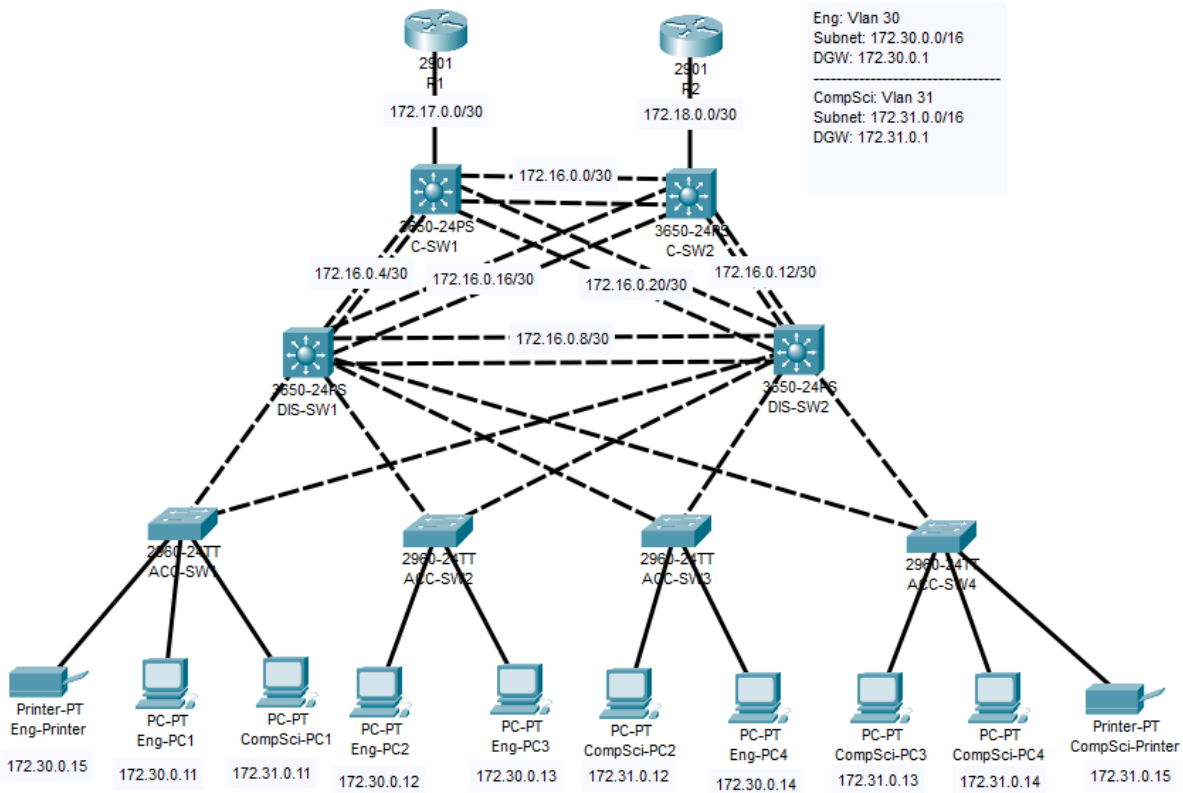 2901
R1
2901
R2
Eng: Vlan 30
Subnet: 172.30.0.0/16
DGW: 172.30.0.1
---------------------------------
CompSci: Vlan 31
Subnet: 172.31.0.0/16
DGW: 172.31.0.1
172.17.0.0/30
172.18.0.0/30
172.16.0.0/30
3650-24PS
C-SW1
3650-24PS
C-SW2
172.16.0.4/30
172.16.0.16/30
172.16.0.20/30
172.16.0.12/30
172.16.0.8/30
3650-24PS
DIS-SW1
3650-24PS
DIS-SW2
2960-24TT
ACC-SW1
2960-24TT
ACC-SW2
2960-24TT
ACC-SW3
2960-24TT
ACC-SW4
Printer-PT
Eng-Printer
172.30.0.15
PC-PT
Eng-PC1
172.30.0.11
PC-PT
CompSci-PC1
172.31.0.11
PC-PT
Eng-PC2
172.30.0.12
PC-PT
Eng-PC3
172.30.0.13
PC-PT
CompSci-PC2
172.31.0.12
PC-PT
Eng-PC4
172.30.0.14
PC-PT
CompSci-PC3
172.31.0.13
PC-PT
CompSci-PC4
172.31.0.14
Printer-PT
CompSci-Printer
172.31.0.15